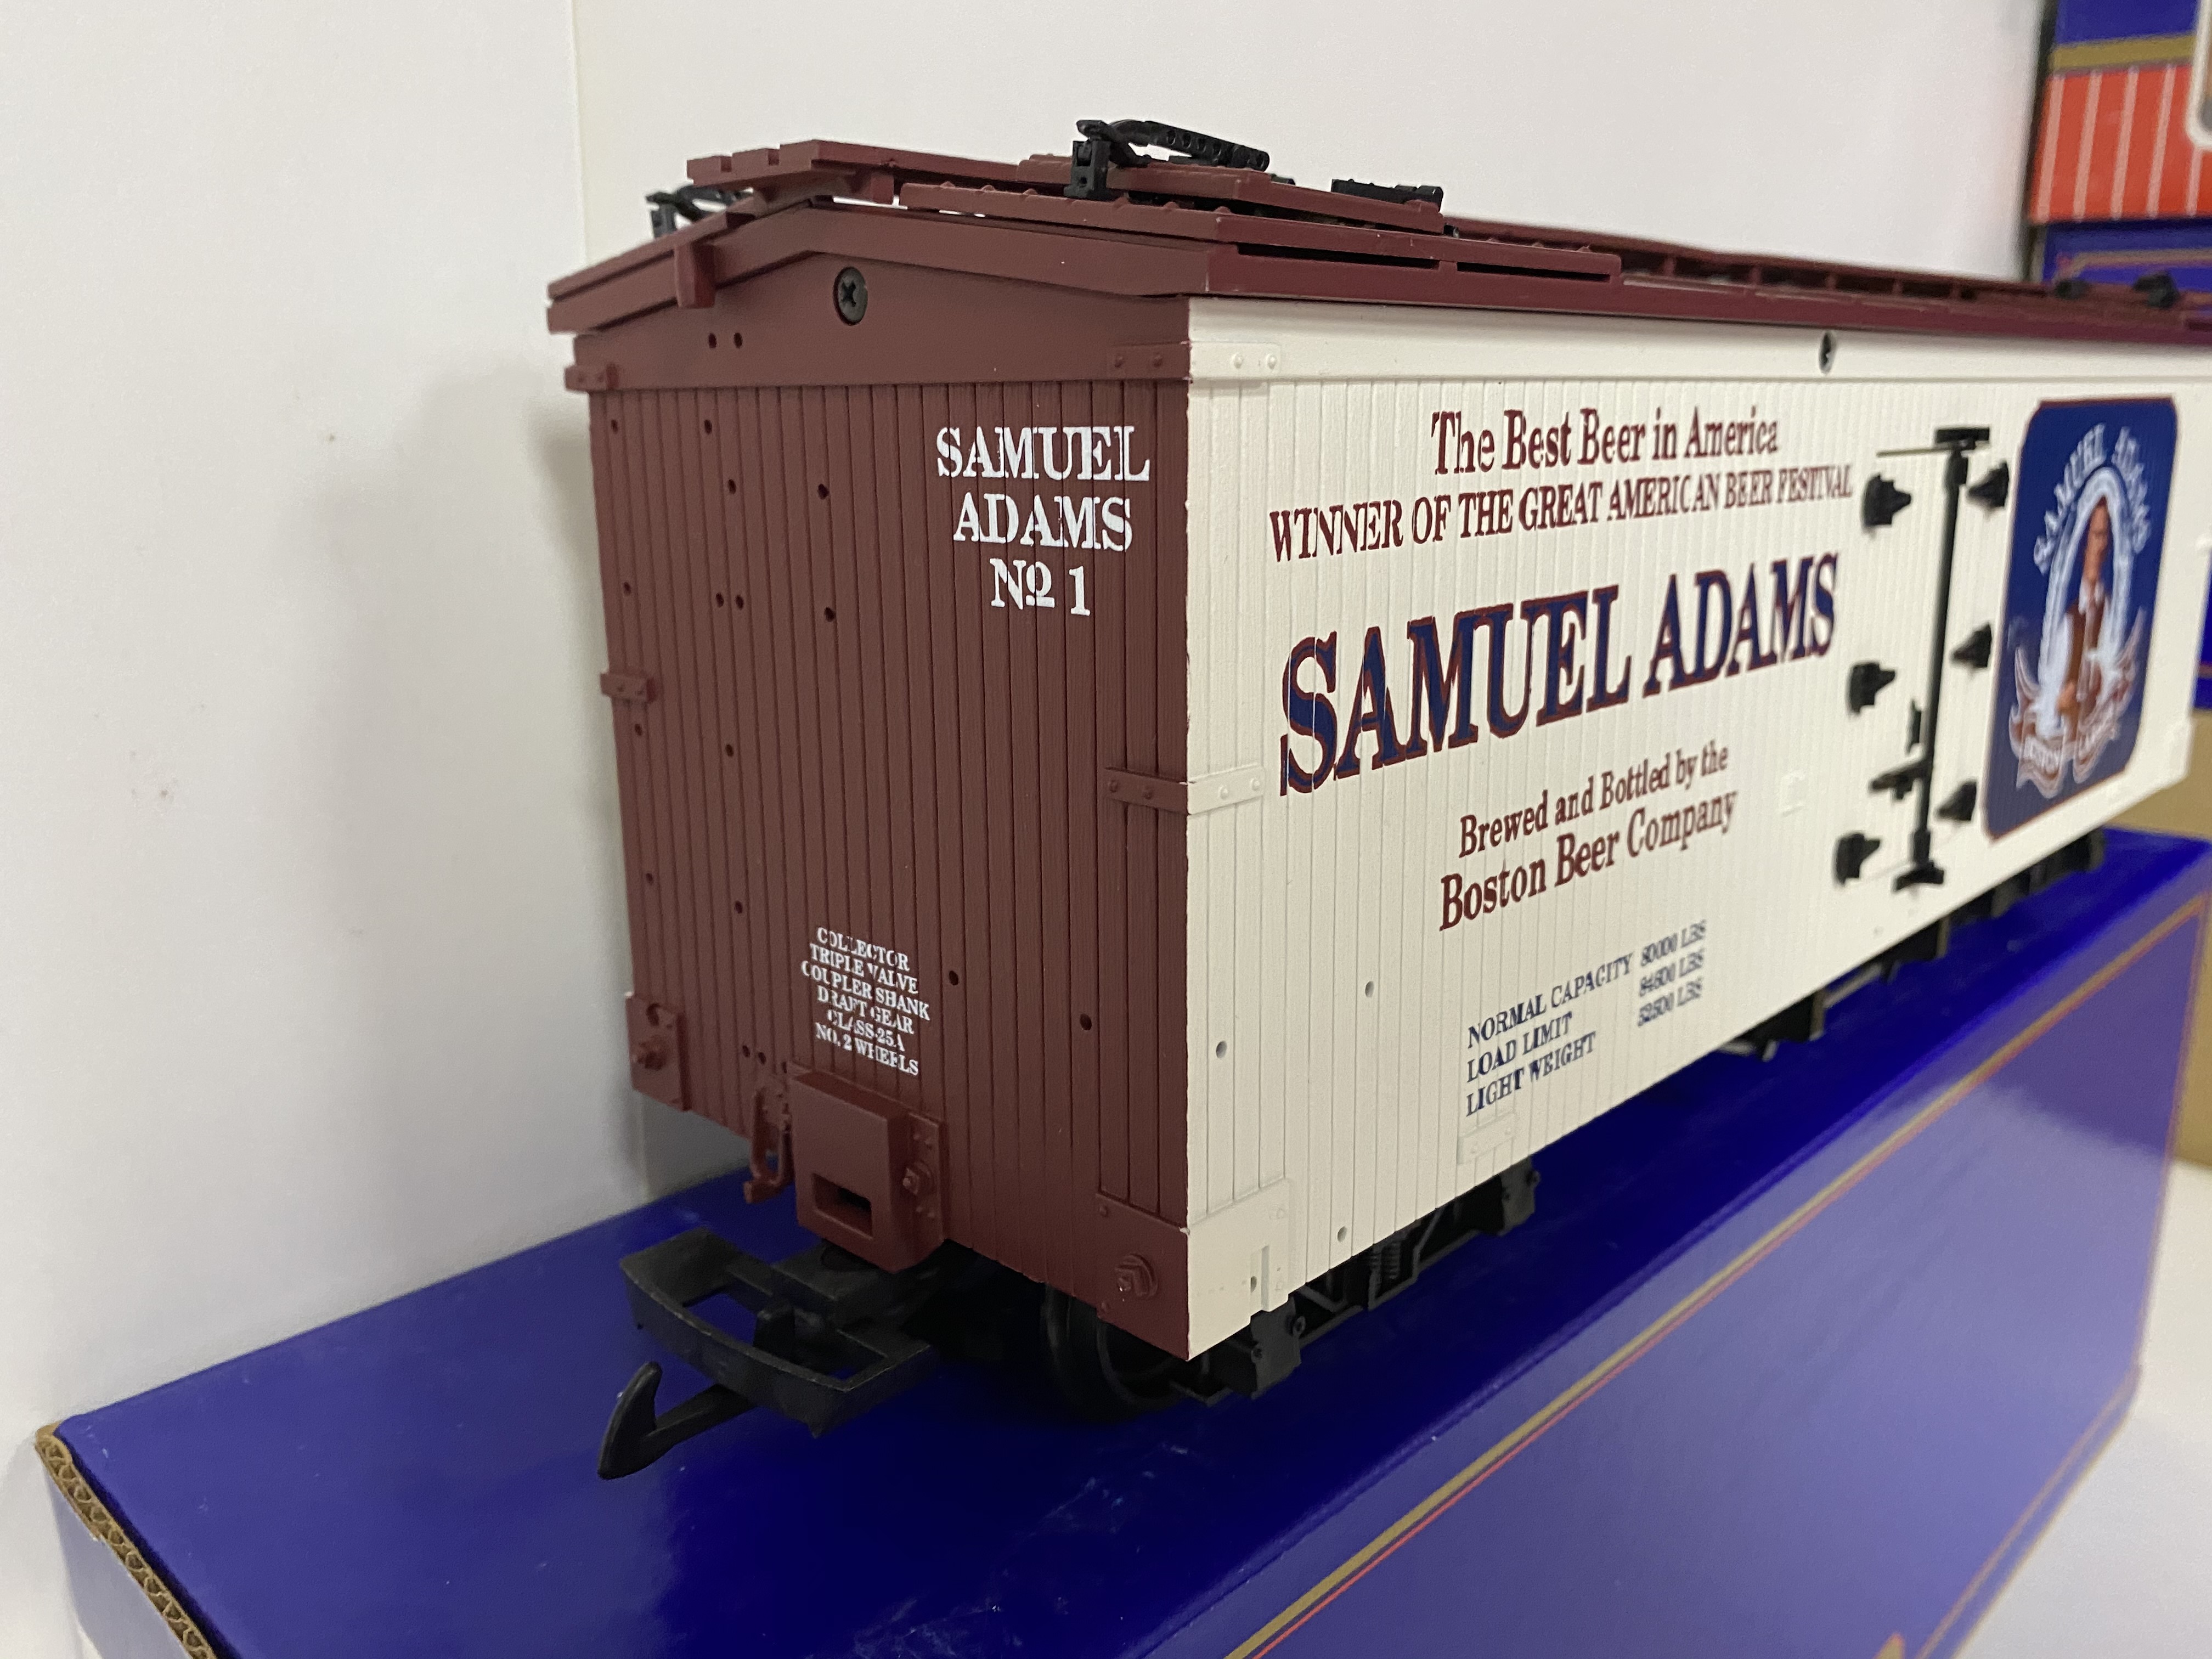 SAMUEL
ADAMS
Nº 1
COLLECTOR
TRIPLE VALVE
COUPLER SHANK
DRAFT GEAR
CLASS-25A
NO. 2 WHEELS
The Best Beer in America
WINNER OF THE GREAT AMERICAN BEER FESTIVAL
SAMUEL ADAMS
Brewed and Bottled by the
Boston Beer Company
NORMAL CAPACITY 80000 LBS
LOAD LIMIT 84600 LBS
LIGHT WEIGHT 52500 LBS
SAMUEL ADAMS